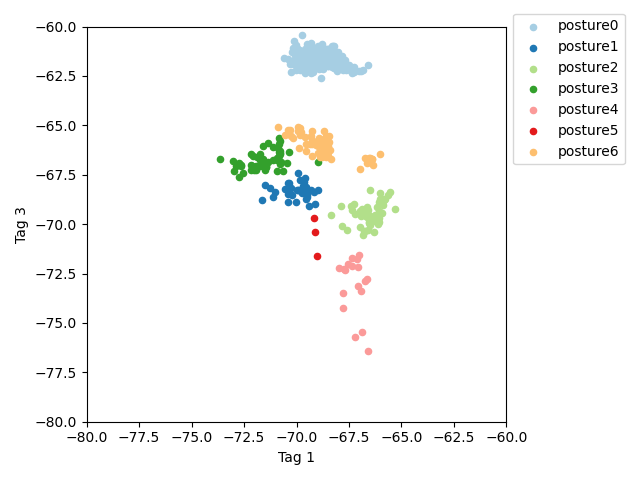 posture0
posture1
posture2
posture3
posture4
posture5
posture6
−60.0
−62.5
−65.0
−67.5
−70.0
−72.5
−75.0
−77.5
−80.0
Tag 3
−80.0 −77.5 −75.0 −72.5 −70.0 −67.5 −65.0 −62.5 −60.0
Tag 1